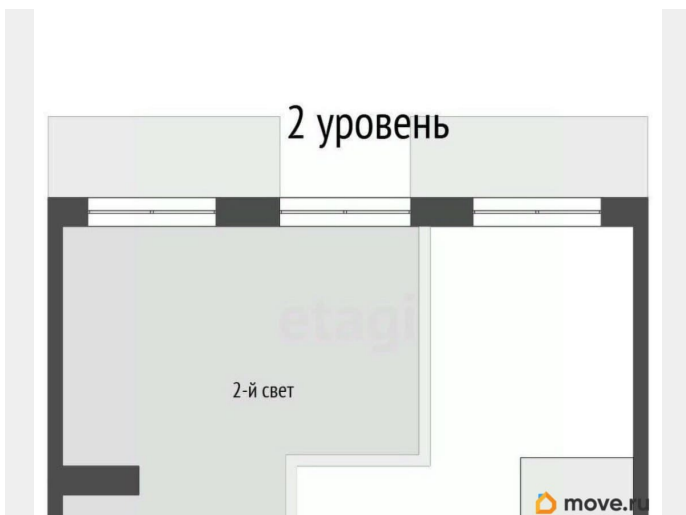 2 уровень
etagi
2-й свет
move.ru